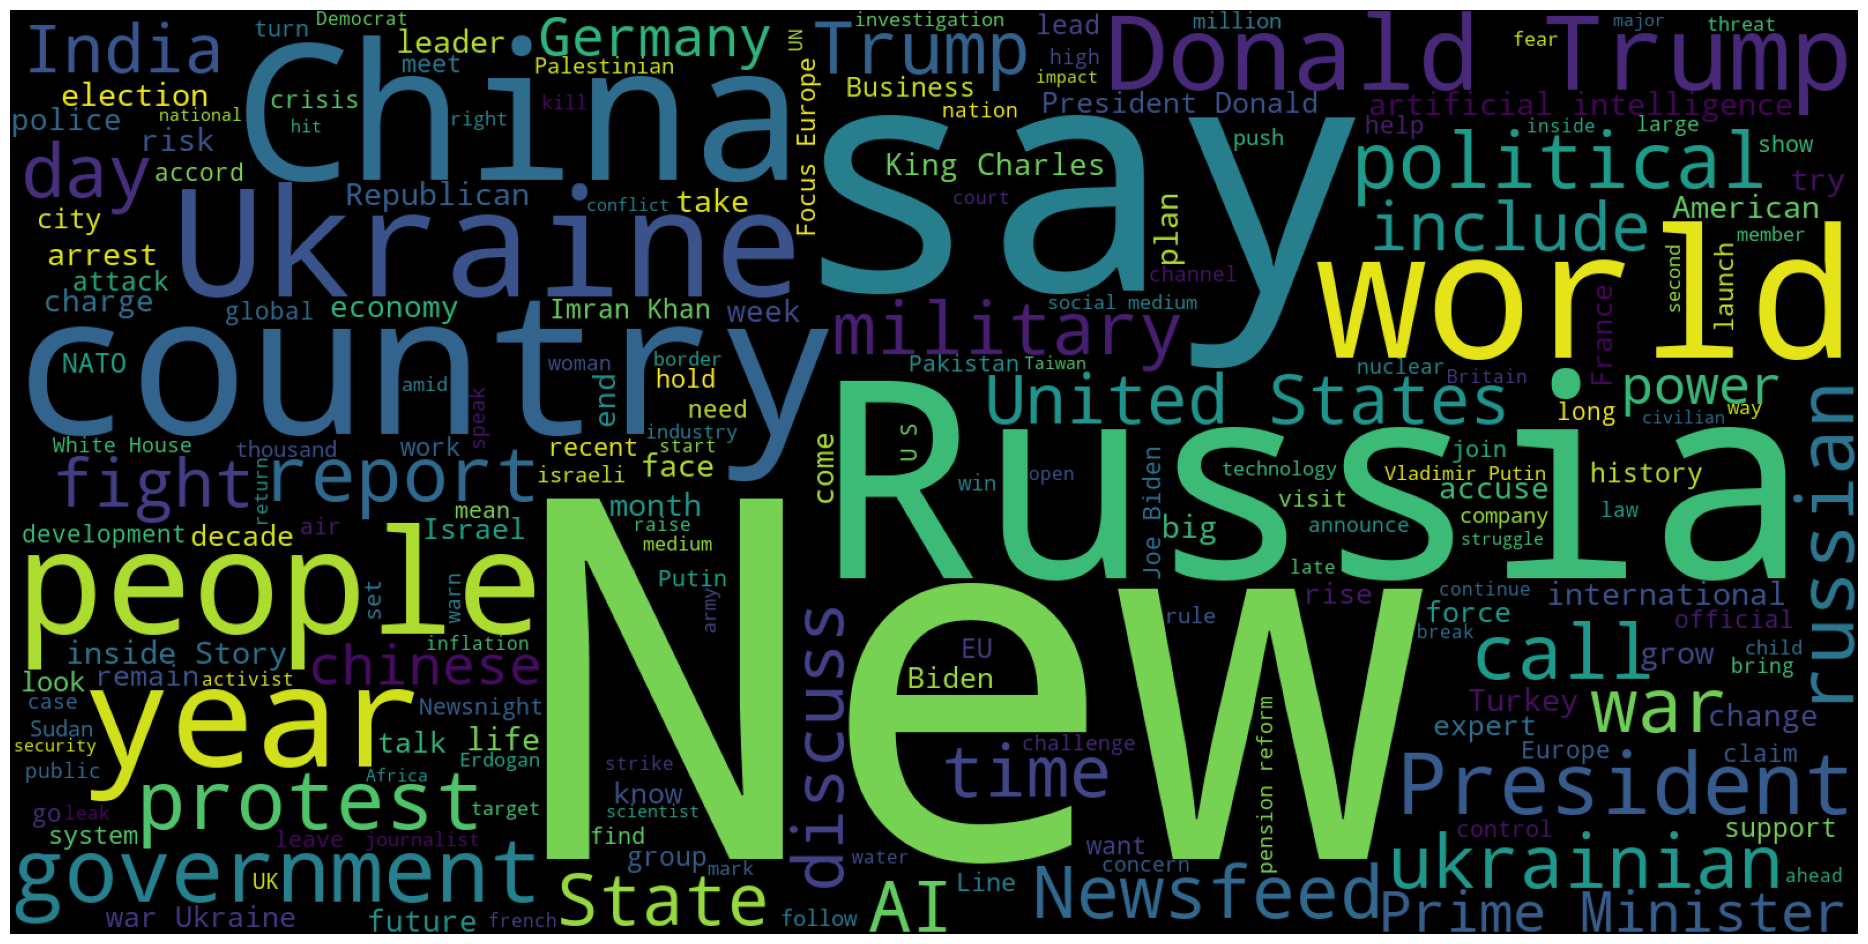 India
turn
Democrat
leader
Germany
Trump
investigation
lead
million
Donald Trump
major
threat
fear
UN
China
meet
Palestinian
high
impact
election
crisis
kill
Business
nation
President Donald
artificial intelligence
police
national
hit
right
Focus Europe
say
push
help
inside
large
show
risk
day
accord
King Charles
political
try
city
Republican
conflict
take
court
plan
include
American
member
Ukraine
arrest
attack
charge
global
economy
Imran Khan
week
channel
social medium
world
second
launch
France
country
military
NATO
amid
woman
border
hold
end
need
Pakistan
Taiwan
nuclear
Britain
United States
power
long
way
civilian
White House
thousand
work
speak
recent
industry
start
come
US
Russia
join
russian
fight
return
report
israeli
face
win
open
technology
Vladimir Putin
history
visit
accuse
Joe Biden
month
mean
Israel
raise
medium
big
announce
company
law
struggle
development
decade
air
people
New
late
set
warn
Putin
army
discuss
rule
rise
continue
international
force
break
official
child
inside Story
inflation
chinese
EU
call
grow
bring
look
remain
activist
Biden
case
year
Newsnight
Turkey
war
change
Sudan
security
talk
life
pension reform
expert
public
Africa
Erdogan
strike
challenge
time
Europe
claim
protest
target
know
scientist
President
go
leak
system
leave
journalist
find
want
control
support
government
group
mark
water
concern
ukrainian
ahead
UK
State
AI
Line
Newsfeed
war Ukraine
future
french
follow
Prime Minister